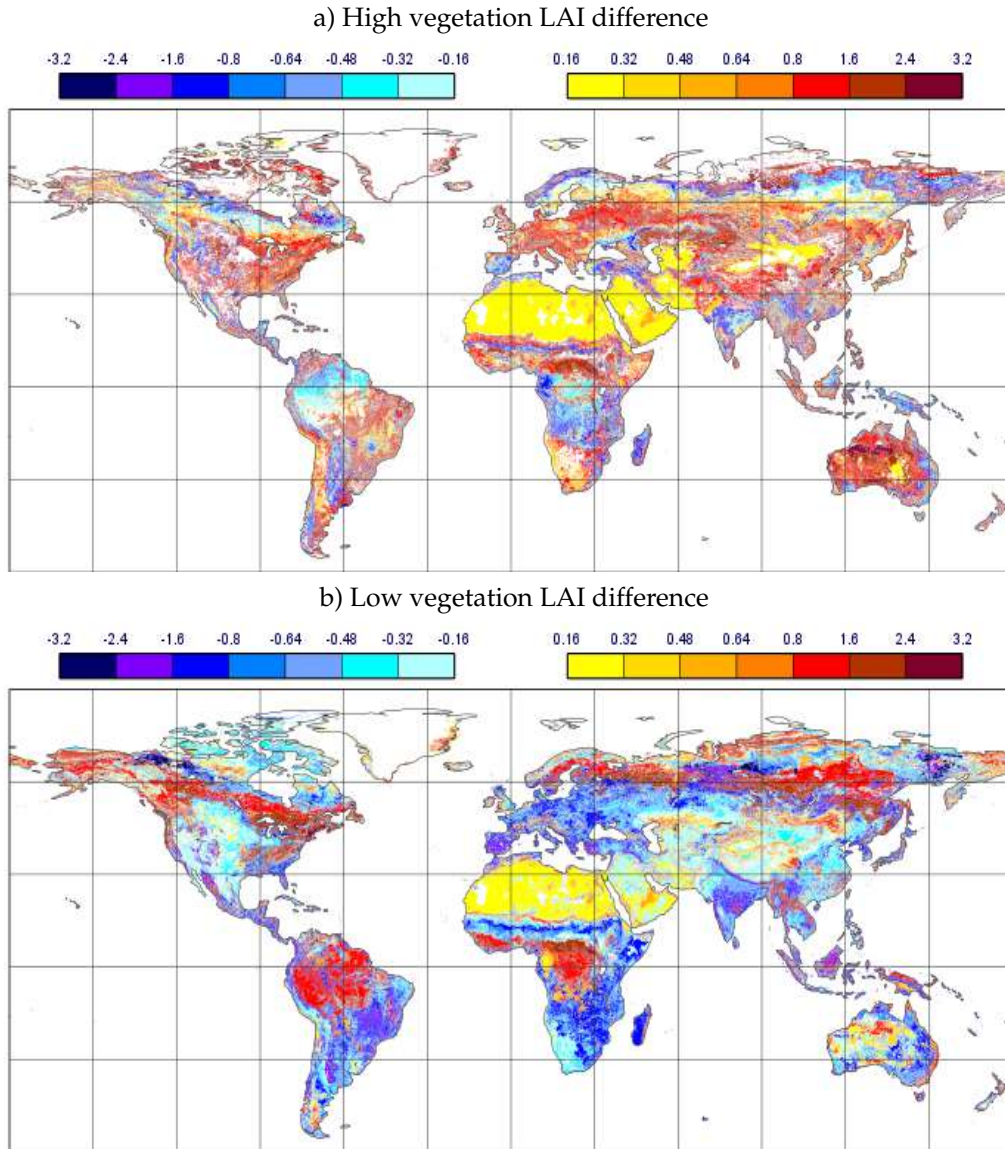 a) High vegetation LAI difference
-3.2 -2.4 -1.6 -0.8 -0.64 -0.48 -0.32 -0.16 0.16 0.32 0.48 0.64 0.8 1.6 2.4 3.2
b) Low vegetation LAI difference
-3.2 -2.4 -1.6 -0.8 -0.64 -0.48 -0.32 -0.16 0.16 0.32 0.48 0.64 0.8 1.6 2.4 3.2